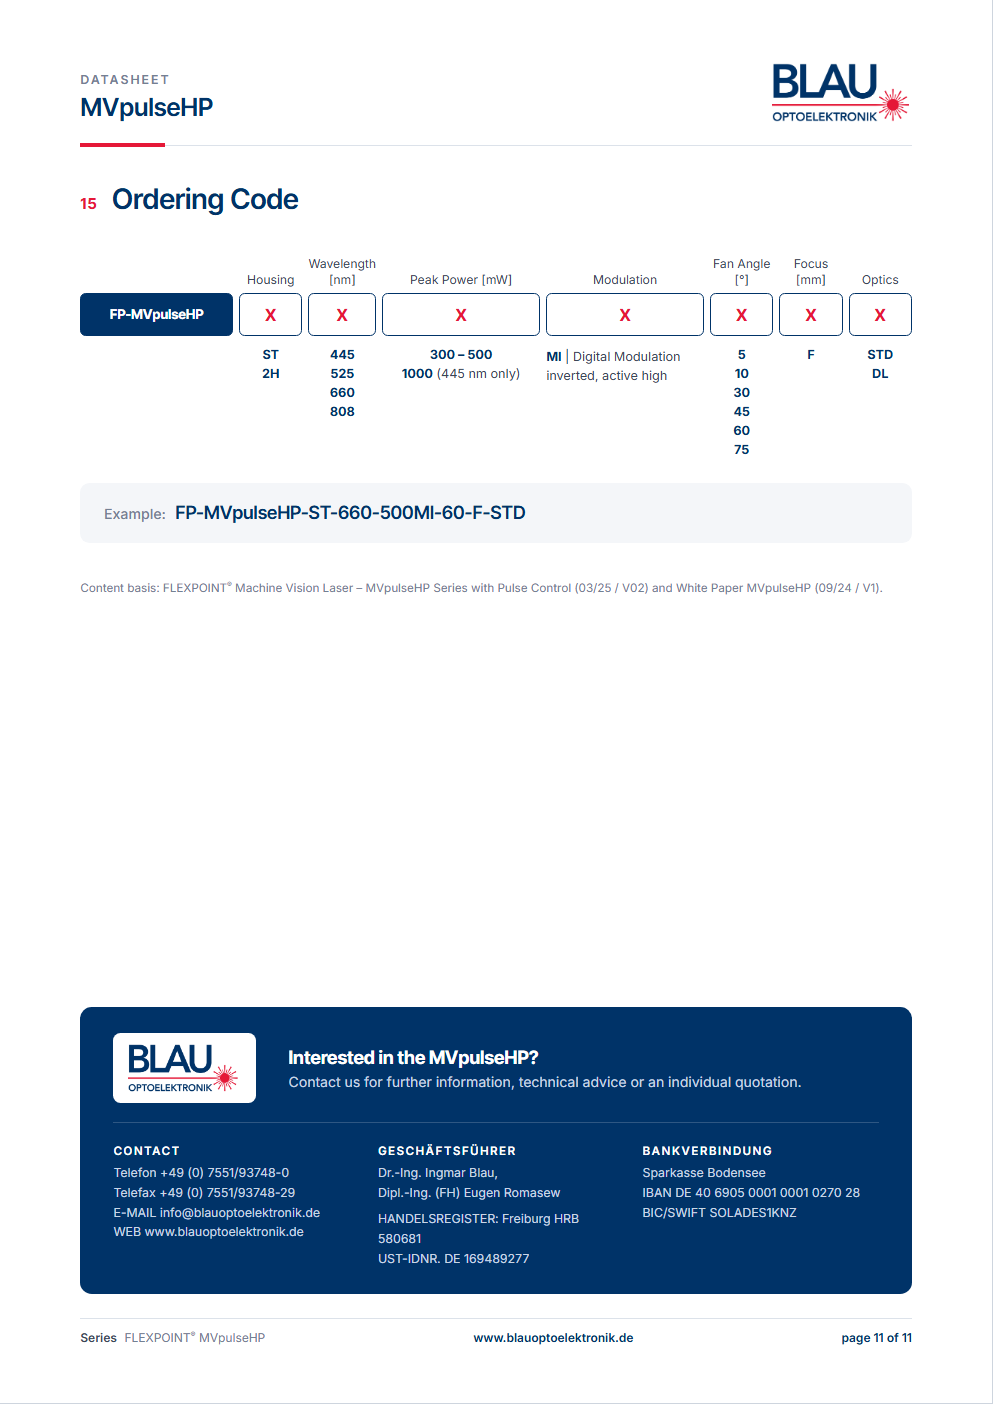 DATASHEET
MVpulseHP
BLAU
OPTOELEKTRONIK
15 Ordering Code
Housing
Wavelength
[nm]
Peak Power [mW]
Modulation
Fan Angle
[°]
Focus
[mm]
Optics
FP-MVpulseHP X X X X X X X
ST
2H
445
525
660
808
300 – 500
1000 (445 nm only)
MI | Digital Modulation
inverted, active high
5
10
30
45
60
75
F
STD
DL
Example: FP-MVpulseHP-ST-660-500MI-60-F-STD
Content basis: FLEXPOINT® Machine Vision Laser – MVpulseHP Series with Pulse Control (03/25 / V02) and White Paper MVpulseHP (09/24 / V1).
BLAU
OPTOELEKTRONIK
Interested in the MVpulseHP?
Contact us for further information, technical advice or an individual quotation.
CONTACT
Telefon +49 (0) 7551/93748-0
Telefax +49 (0) 7551/93748-29
E-MAIL info@blauoptoelektronik.de
WEB www.blauoptoelektronik.de
GESCHÄFTSFÜHRER
Dr.-Ing. Ingmar Blau,
Dipl.-Ing. (FH) Eugen Romasew
HANDELSREGISTER: Freiburg HRB
580681
UST-IDNR. DE 169489277
BANKVERBINDUNG
Sparkasse Bodensee
IBAN DE 40 6905 0001 0001 0270 28
BIC/SWIFT SOLADES1KNZ
Series FLEXPOINT® MVpulseHP
www.blauoptoelektronik.de
page 11 of 11